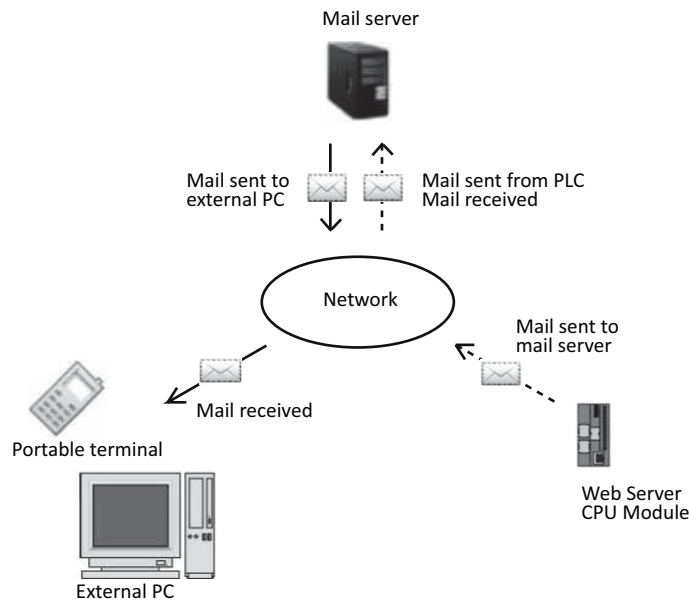 Mail server
Mail sent to
external PC
Mail sent from PLC
Mail received
Network
Mail sent to
mail server
Mail received
Portable terminal
Web Server
CPU Module
External PC